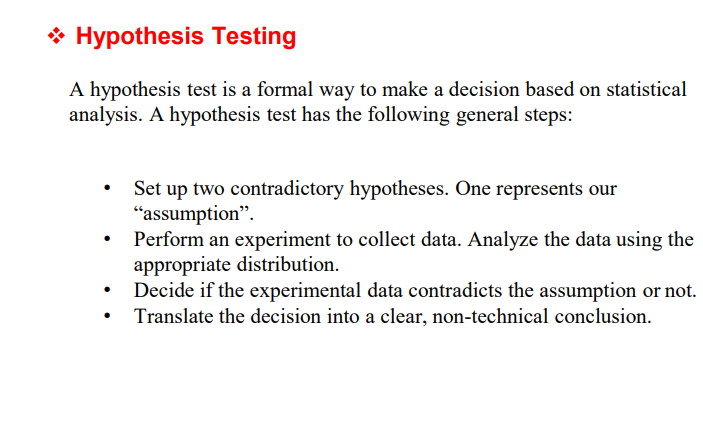 ❖ Hypothesis Testing
A hypothesis test is a formal way to make a decision based on statistical
analysis. A hypothesis test has the following general steps:
• Set up two contradictory hypotheses. One represents our
“assumption”.
• Perform an experiment to collect data. Analyze the data using the
appropriate distribution.
• Decide if the experimental data contradicts the assumption or not.
• Translate the decision into a clear, non-technical conclusion.